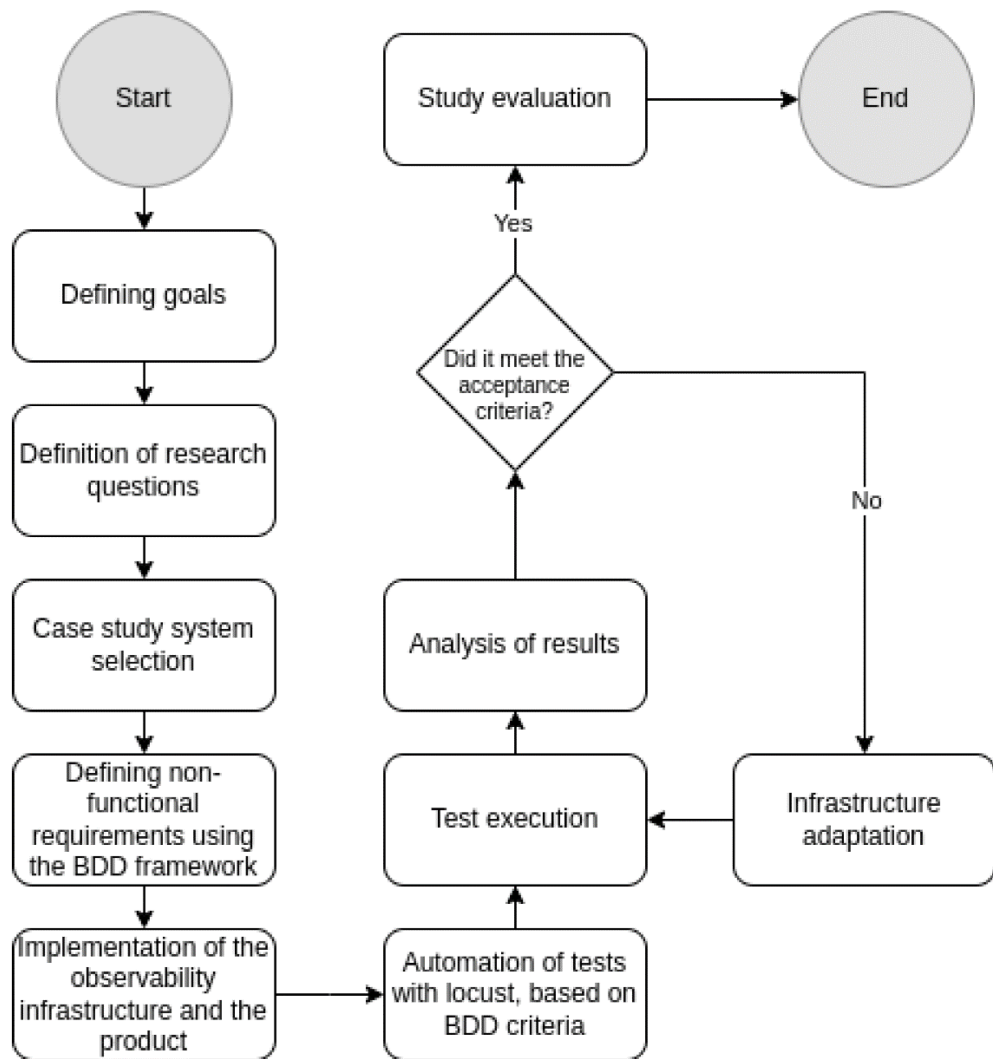 Start
Defining goals
Definition of research
questions
Case study system
selection
Defining non-
functional
requirements using
the BDD framework
Implementation of the
observability
infrastructure and the
product
Automation of tests
with locust, based on
BDD criteria
Test execution
Analysis of results
Did it meet the
acceptance
criteria?
Yes
No
Infrastructure
adaptation
Study evaluation
End